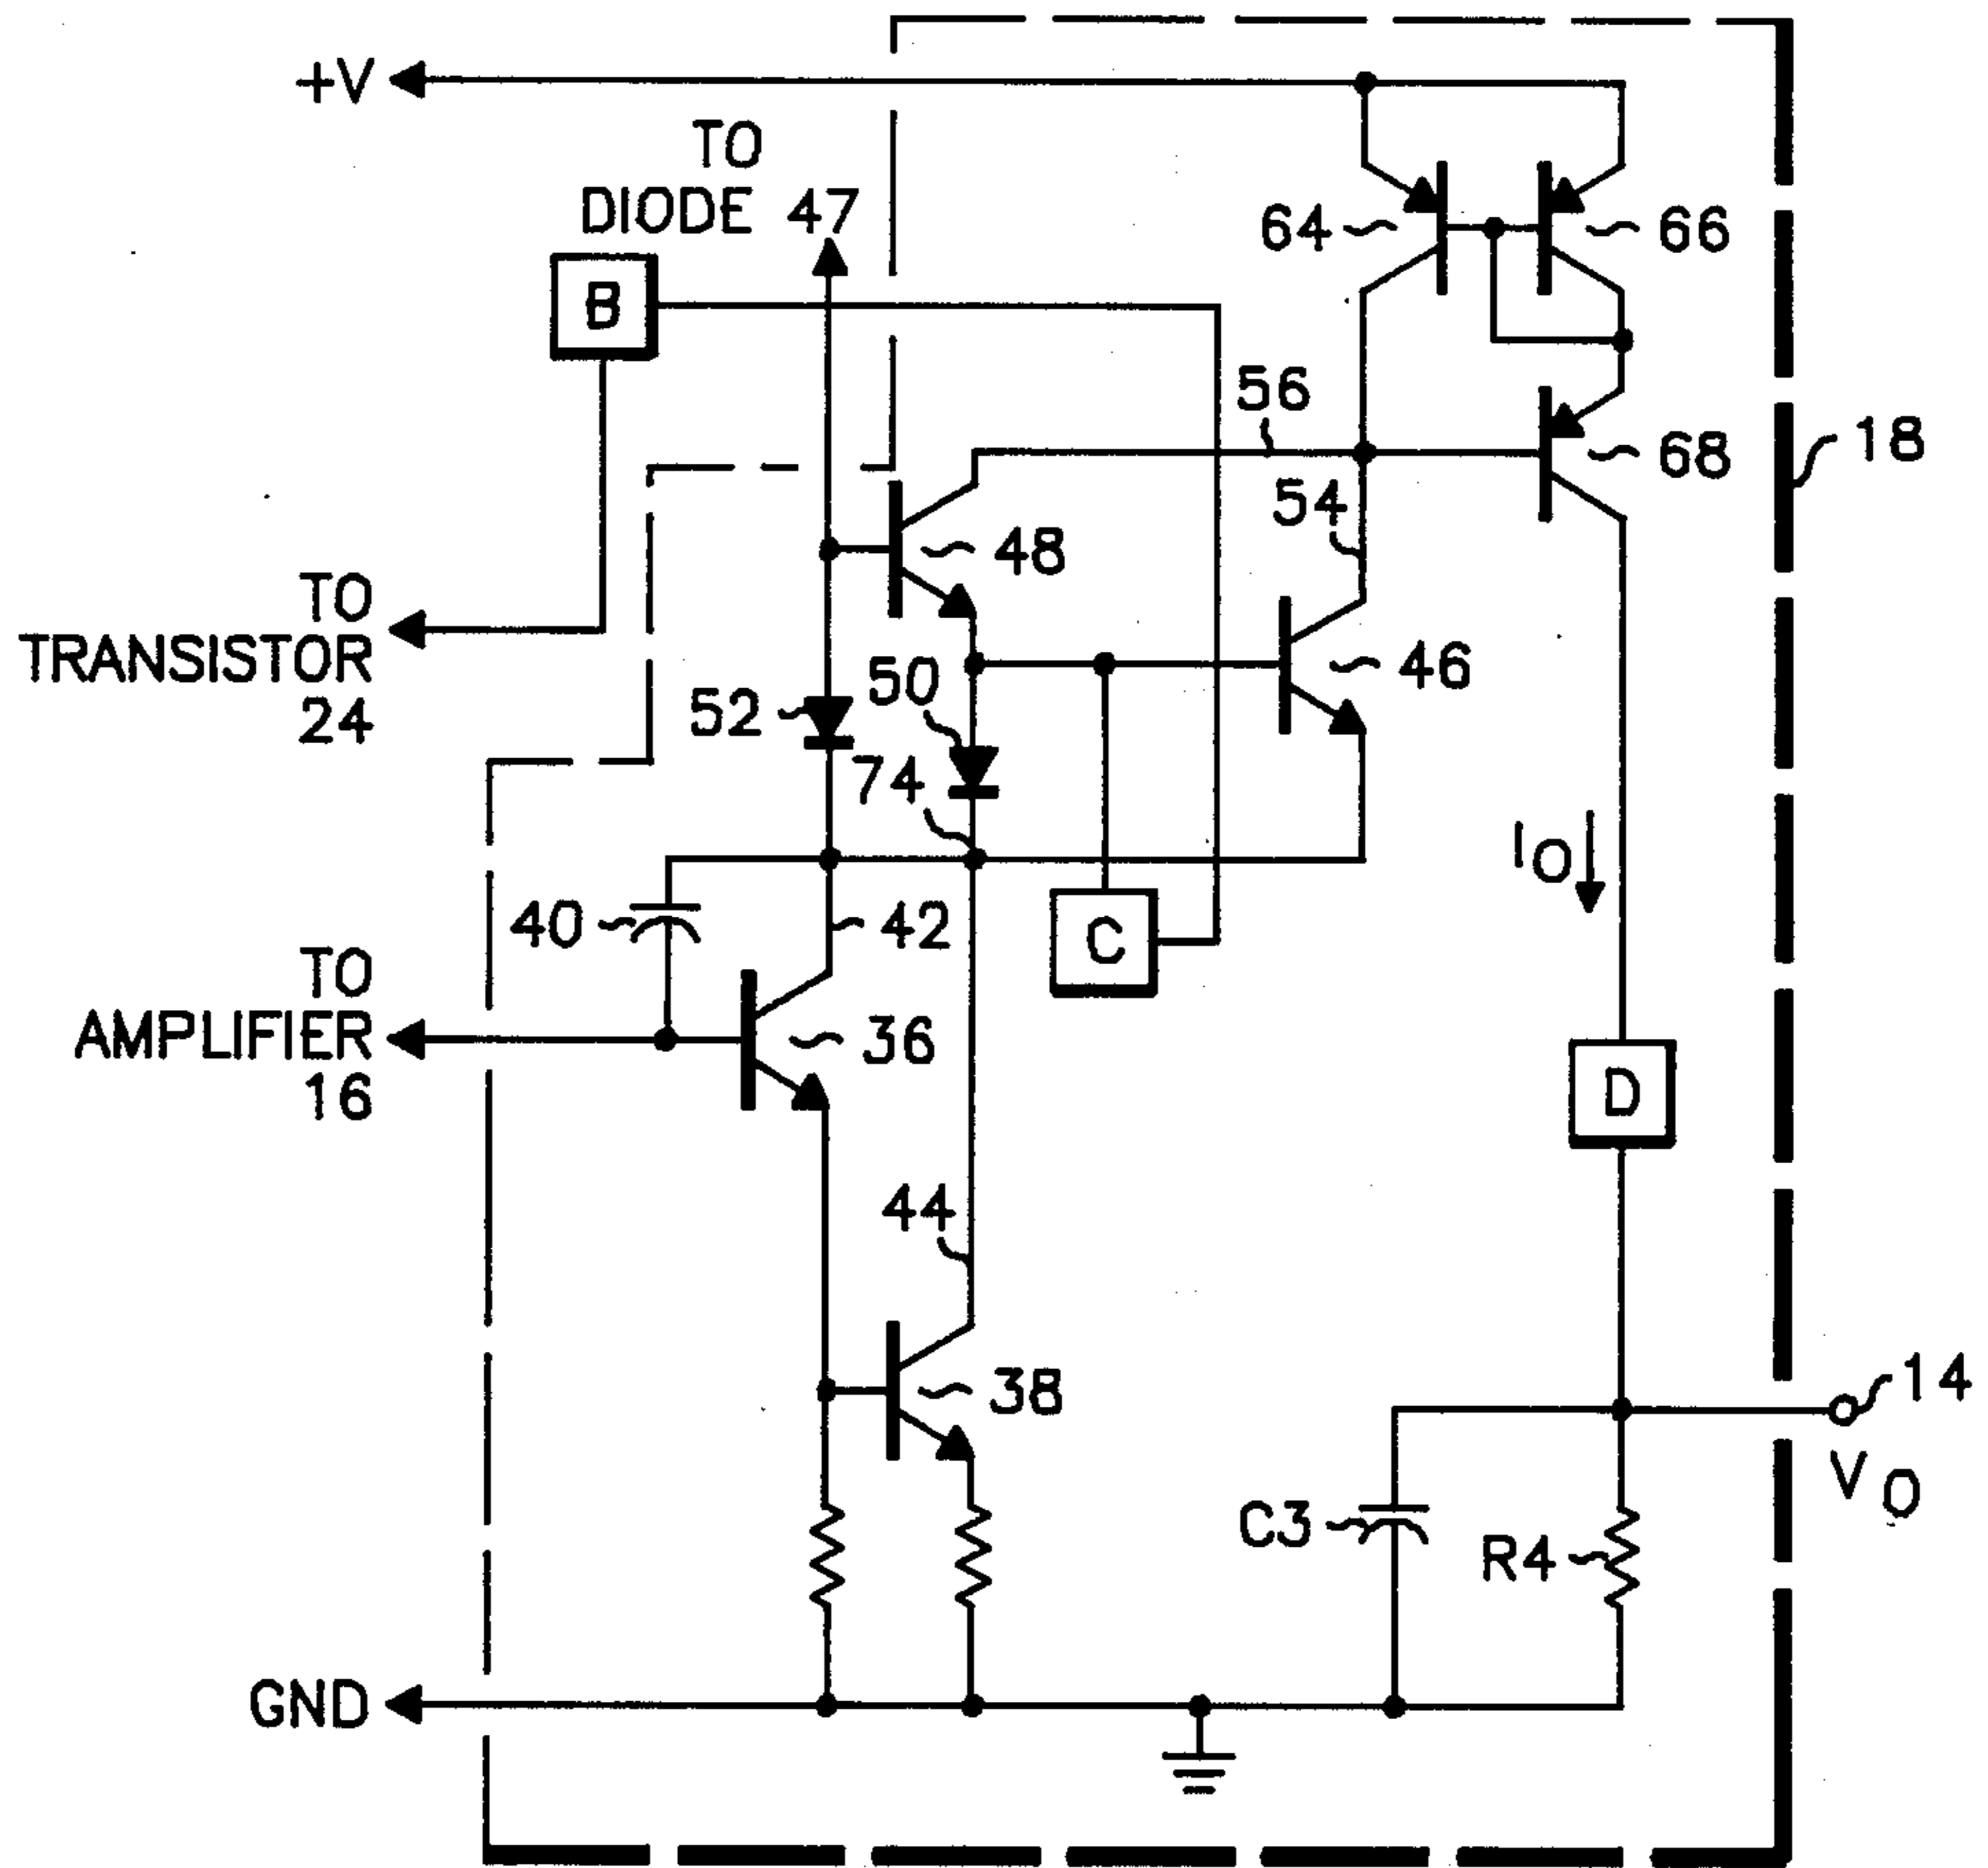 +V
TO
DIODE 47
B
64
66
56
68
18
54
48
TO
TRANSISTOR
24
50
46
52
74
IO
40
42
C
TO
AMPLIFIER
16
36
D
44
38
14
VO
C3
R4
GND